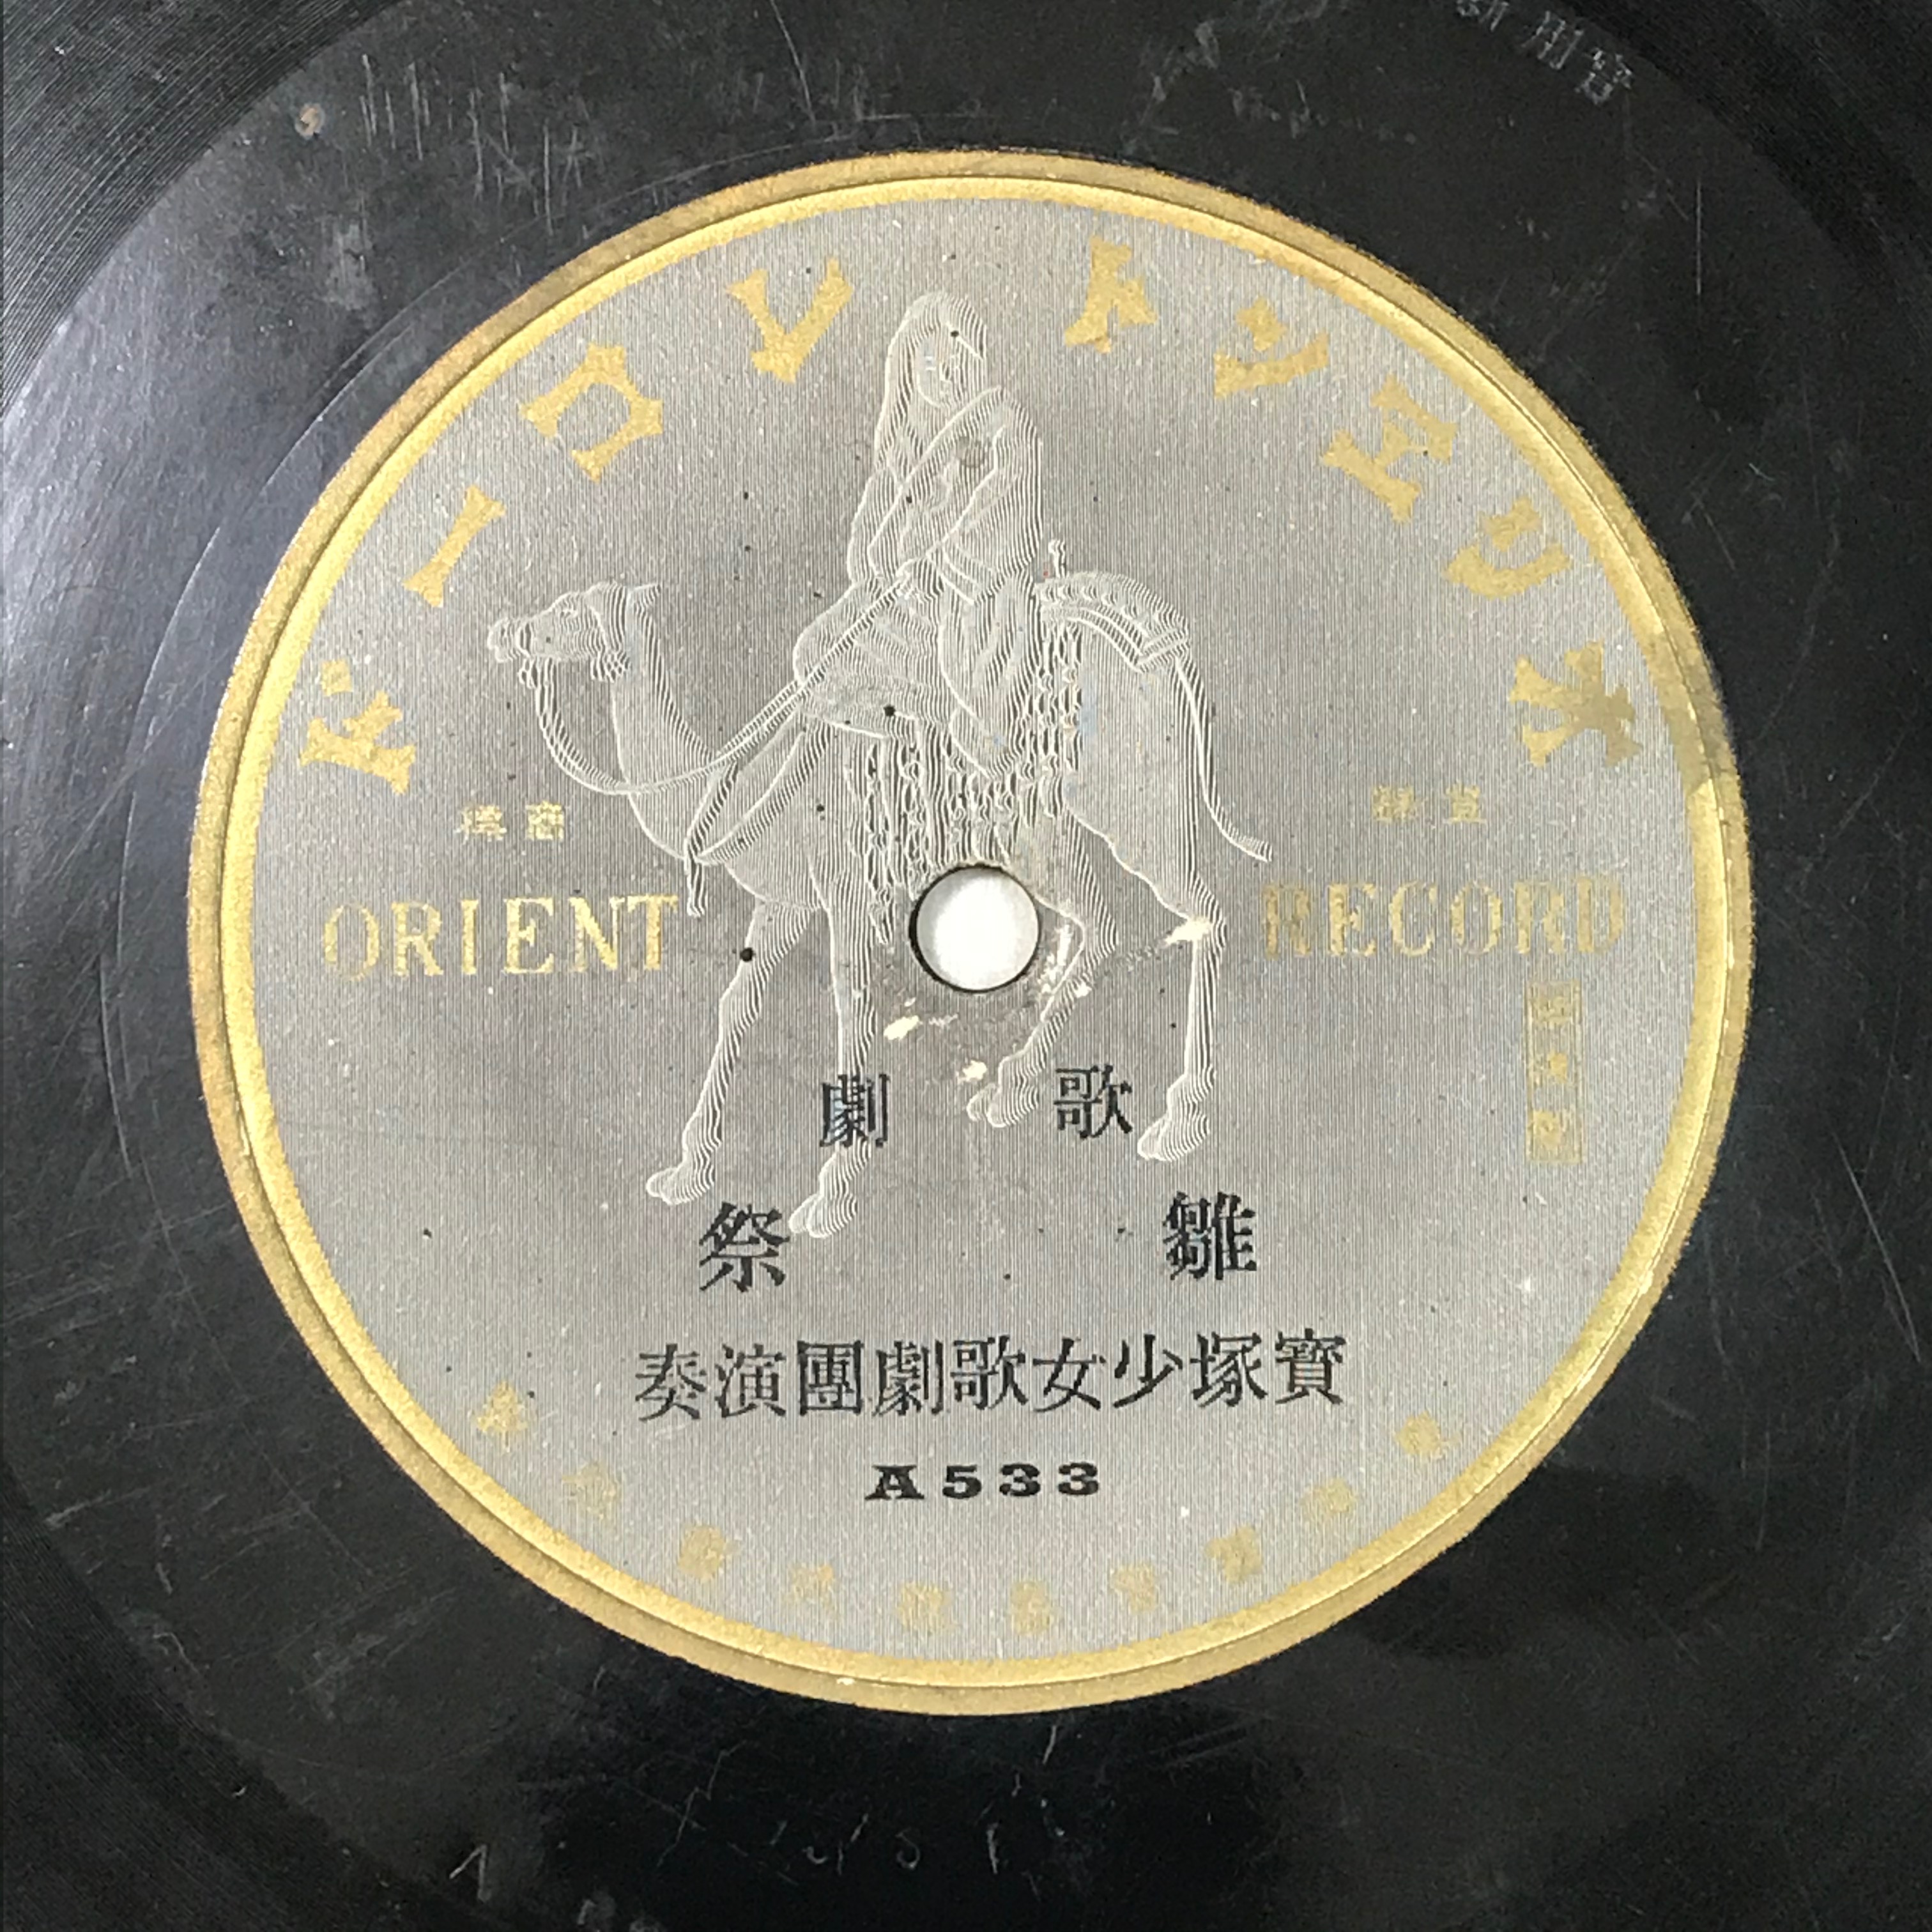 オリエントレコード
登録 商標
ORIENT RECORD
歌劇
雛祭
寶塚少女歌劇團演奏
A533